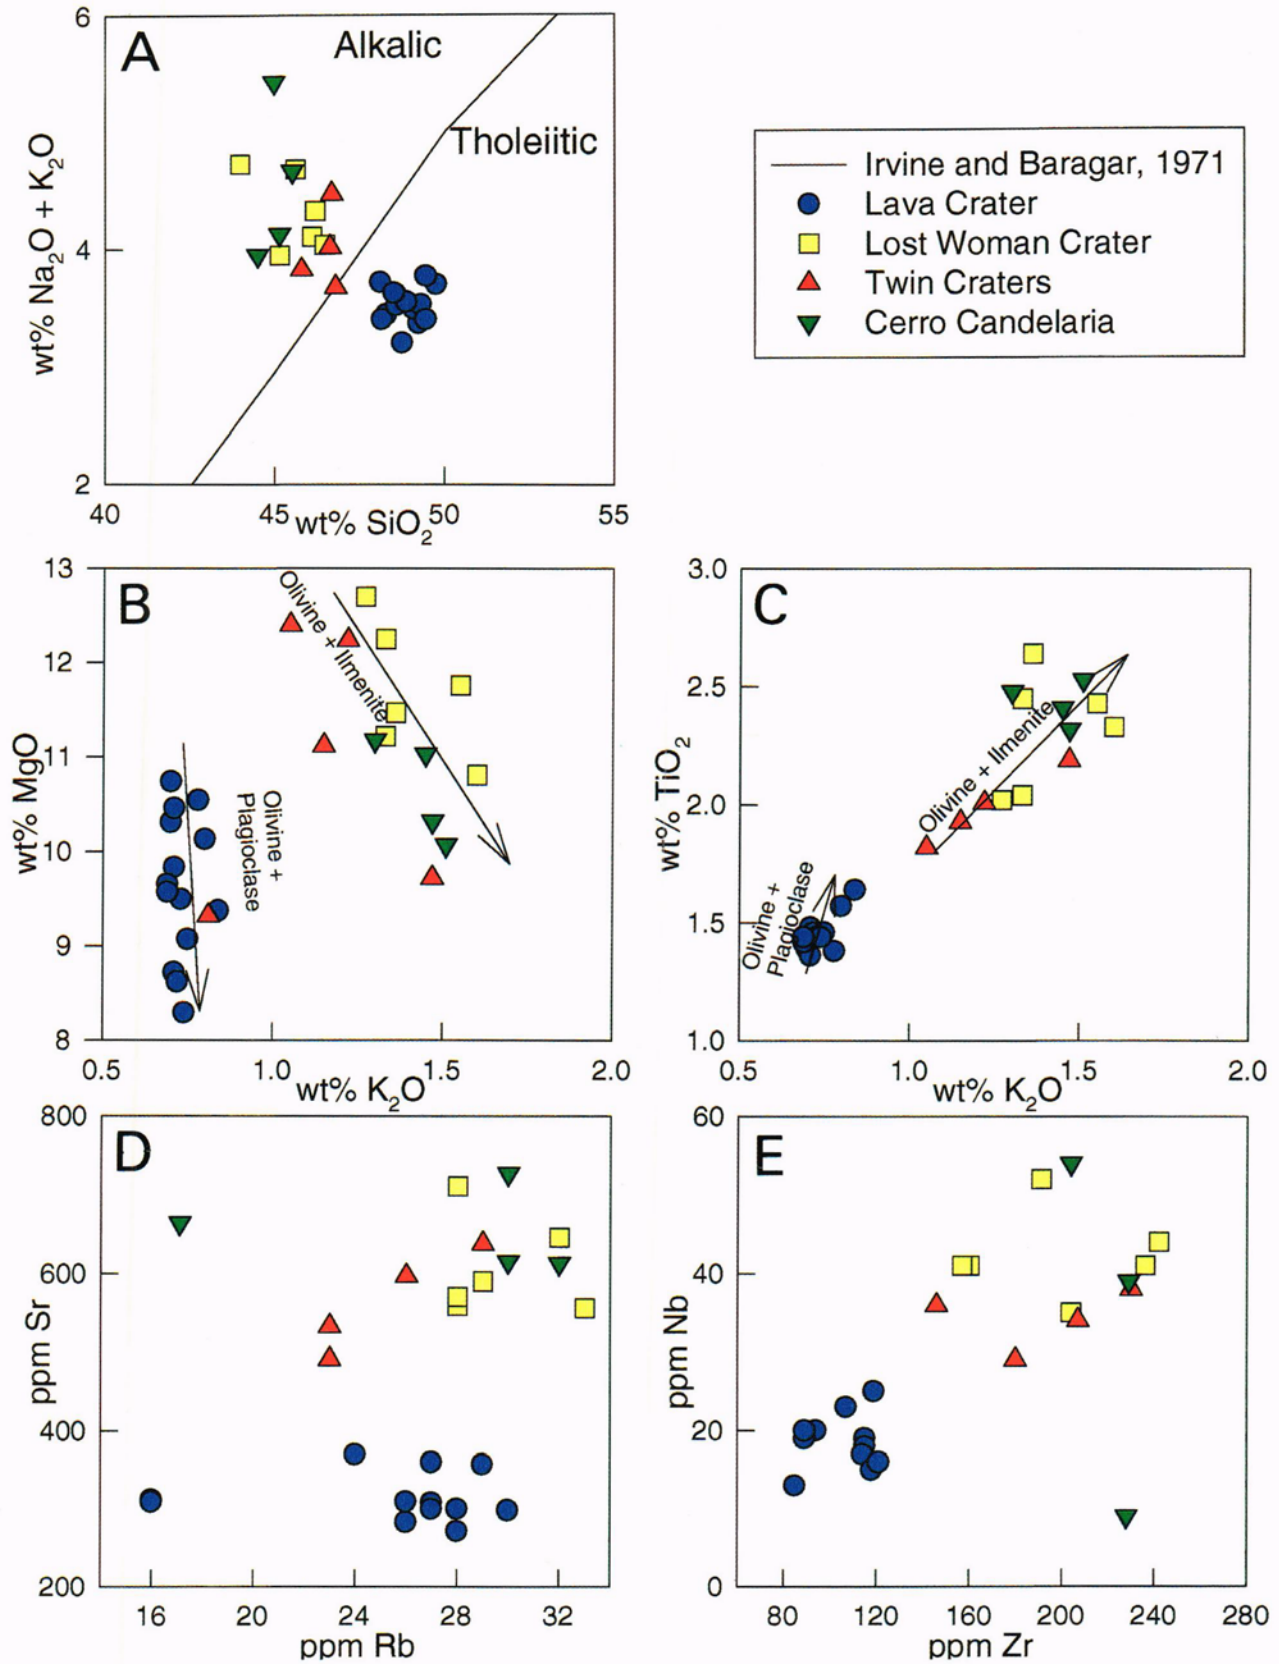 A
Alkalic
Tholeiitic
wt% Na₂O + K₂O
6
4
2
40 45 50 55
wt% SiO₂
Irvine and Baragar, 1971
Lava Crater
Lost Woman Crater
Twin Craters
Cerro Candelaria
B
Olivine + Ilmenite
Olivine +
Plagioclase
wt% MgO
13
12
11
10
9
8
0.5 1.0 1.5 2.0
wt% K₂O
C
Olivine + Ilmenite
Olivine +
Plagioclase
wt% TiO₂
3.0
2.5
2.0
1.5
1.0
0.5 1.0 1.5 2.0
wt% K₂O
D
ppm Sr
800
600
400
200
16 20 24 28 32
ppm Rb
E
ppm Nb
60
40
20
0
80 120 160 200 240 280
ppm Zr